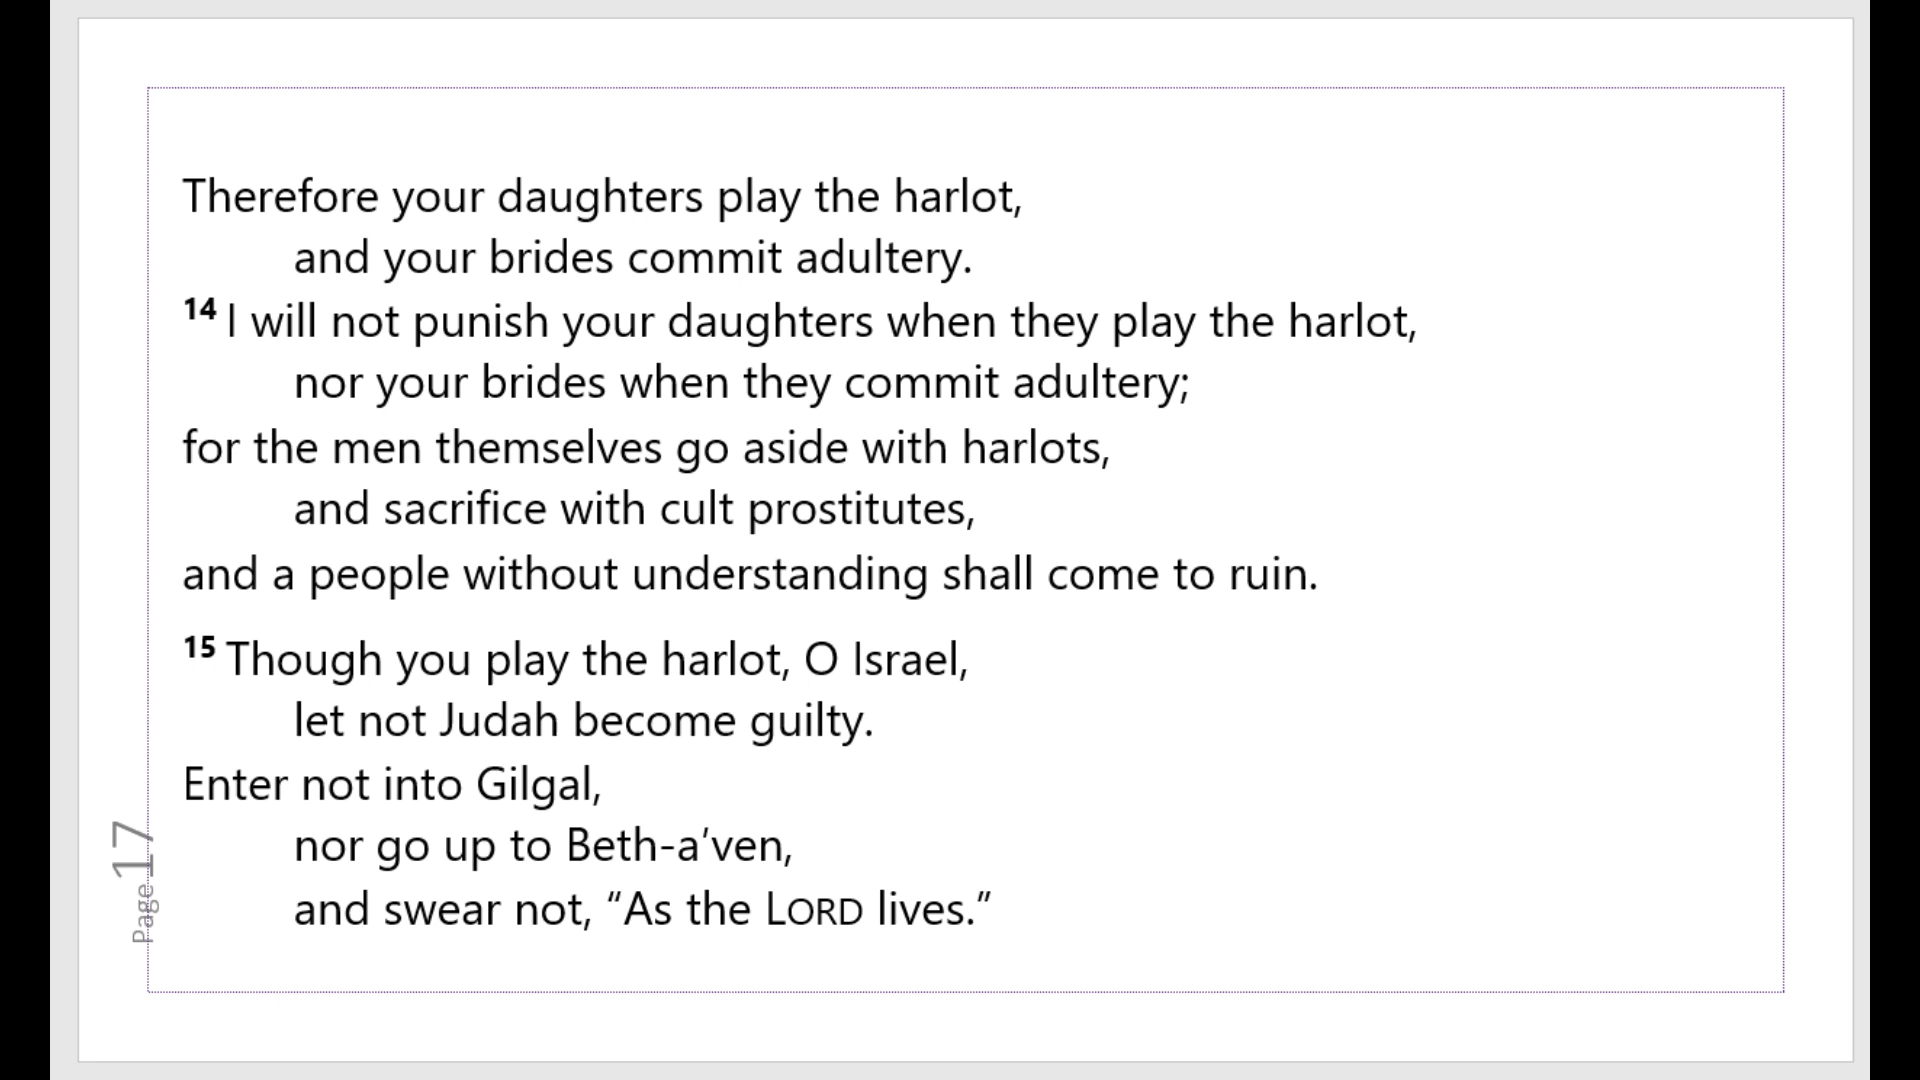 Therefore your daughters play the harlot,
and your brides commit adultery.
14 I will not punish your daughters when they play the harlot,
nor your brides when they commit adultery;
for the men themselves go aside with harlots,
and sacrifice with cult prostitutes,
and a people without understanding shall come to ruin.
15 Though you play the harlot, O Israel,
let not Judah become guilty.
Enter not into Gilgal,
nor go up to Beth-a′ven,
and swear not, “As the LORD lives.”
Page 17